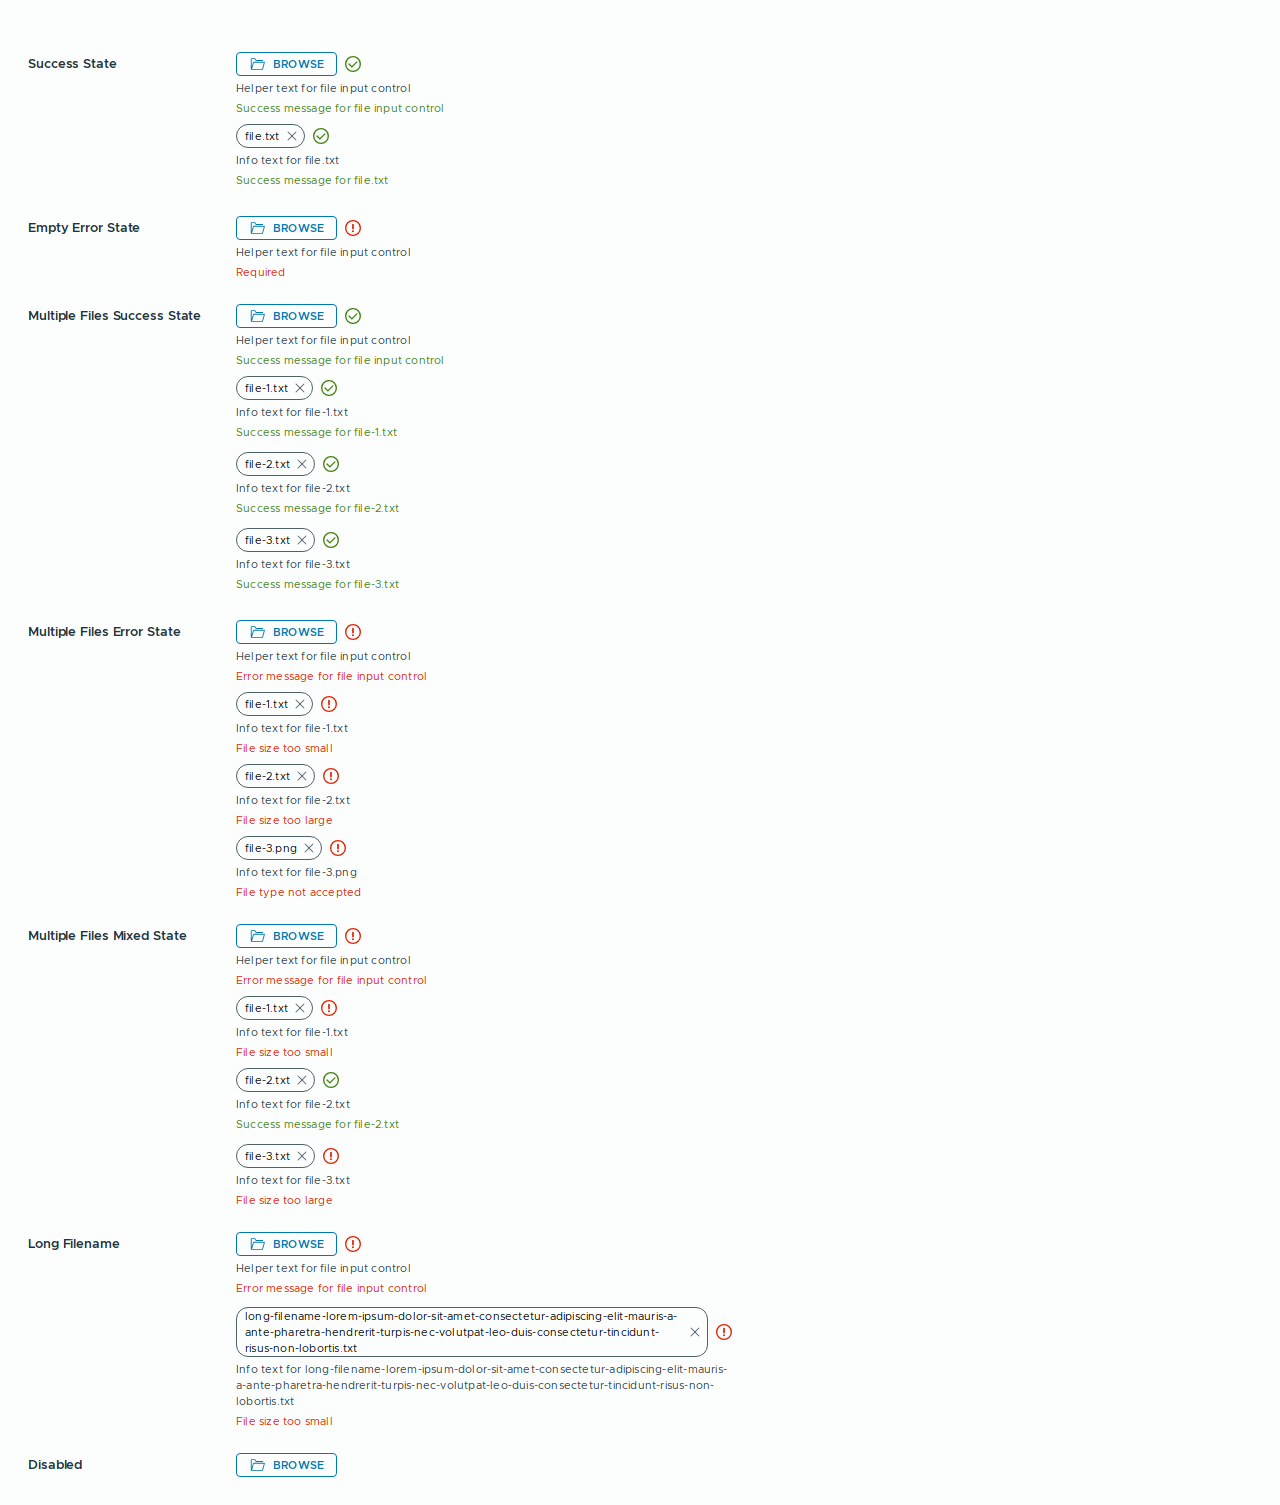 Success State
BROWSE
Helper text for file input control
Success message for file input control
file.txt
Info text for file.txt
Success message for file.txt
Empty Error State
BROWSE
Helper text for file input control
Required
Multiple Files Success State
BROWSE
Helper text for file input control
Success message for file input control
file-1.txt
Info text for file-1.txt
Success message for file-1.txt
file-2.txt
Info text for file-2.txt
Success message for file-2.txt
file-3.txt
Info text for file-3.txt
Success message for file-3.txt
Multiple Files Error State
BROWSE
Helper text for file input control
Error message for file input control
file-1.txt
Info text for file-1.txt
File size too small
file-2.txt
Info text for file-2.txt
File size too large
file-3.png
Info text for file-3.png
File type not accepted
Multiple Files Mixed State
BROWSE
Helper text for file input control
Error message for file input control
file-1.txt
Info text for file-1.txt
File size too small
file-2.txt
Info text for file-2.txt
Success message for file-2.txt
file-3.txt
Info text for file-3.txt
File size too large
Long Filename
BROWSE
Helper text for file input control
Error message for file input control
long-filename-lorem-ipsum-dolor-sit-amet-consectetur-adipiscing-elit-mauris-a-
ante-pharetra-hendrerit-turpis-nec-volutpat-leo-duis-consectetur-tincidunt-
risus-non-lobortis.txt
Info text for long-filename-lorem-ipsum-dolor-sit-amet-consectetur-adipiscing-elit-mauris-
a-ante-pharetra-hendrerit-turpis-nec-volutpat-leo-duis-consectetur-tincidunt-risus-non-
lobortis.txt
File size too small
Disabled
BROWSE